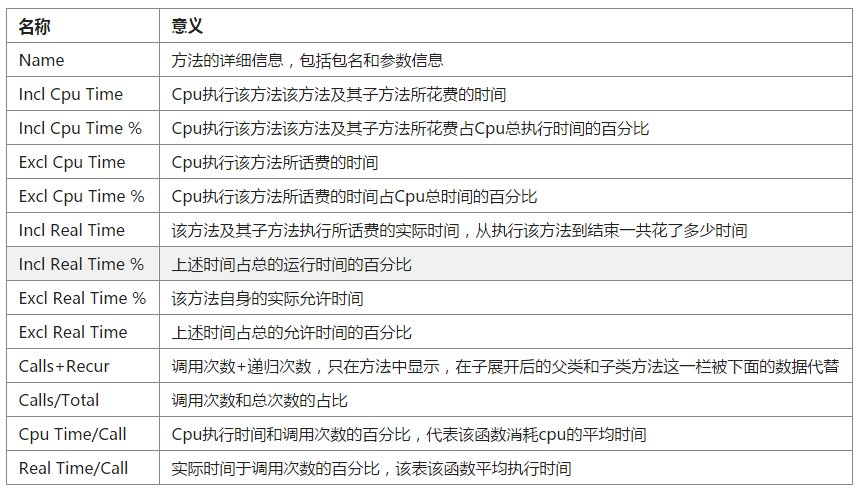 名称 意义
Name 方法的详细信息，包括包名和参数信息
Incl Cpu Time Cpu执行该方法该方法及其子方法所花费的时间
Incl Cpu Time % Cpu执行该方法该方法及其子方法所花费占Cpu总执行时间的百分比
Excl Cpu Time Cpu执行该方法所话费的时间
Excl Cpu Time % Cpu执行该方法所话费的时间占Cpu总时间的百分比
Incl Real Time 该方法及其子方法执行所话费的实际时间，从执行该方法到结束一共花了多少时间
Incl Real Time % 上述时间占总的运行时间的百分比
Excl Real Time % 该方法自身的实际允许时间
Excl Real Time 上述时间占总的允许时间的百分比
Calls+Recur 调用次数+递归次数，只在方法中显示，在子展开后的父类和子类方法这一栏被下面的数据代替
Calls/Total 调用次数和总次数的占比
Cpu Time/Call Cpu执行时间和调用次数的百分比，代表该函数消耗cpu的平均时间
Real Time/Call 实际时间于调用次数的百分比，该表该函数平均执行时间